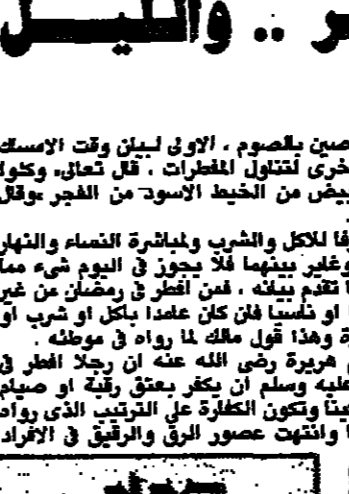 ر .. والليـــل
صين بالصوم ، الاولى لبيان وقت الامساك
خرى لتناول المفطرات ، قال تعالى، وكلوا
بيض من الخيط الاسود من الفجر ،وقال
فا للاكل والشرب ولمباشرة النساء والنهار
وغاير بينهما فلا يجوز في اليوم شىء مما
ا تقدم بيانه ، فمن افطر في رمضان من غير
او ناسيا فان كان عامدا باكل او شرب او
ة وهذا قول مالك لما رواه في موطئه .
هريرة رضى الله عنه ان رجلا افطر في
عليه وسلم ان يكفر بعتق رقبة او صيام
ينا وتكون الكفارة على الترتيب الذى رواه
ا وانتهت عصور الرق والرقيق في الافراد